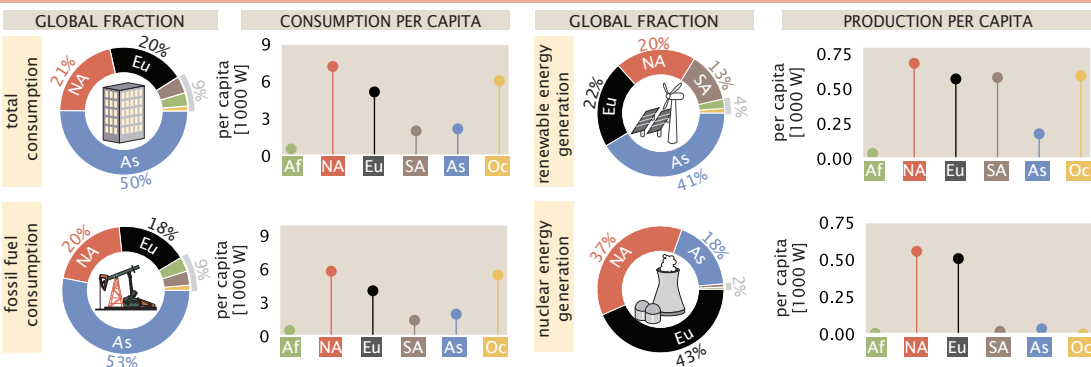 GLOBAL FRACTION
CONSUMPTION PER CAPITA
GLOBAL FRACTION
PRODUCTION PER CAPITA
total
consumption
21%
NA
20%
Eu
9%
As
50%
per capita
[1000 W]
9
6
3
0
Af
NA
Eu
SA
As
Oc
renewable energy
generation
22%
Eu
20%
NA
13%
SA
4%
As
41%
per capita
[1000 W]
0.75
0.50
0.25
0.00
Af
NA
Eu
SA
As
Oc
fossil fuel
consumption
20%
NA
18%
Eu
9%
As
53%
per capita
[1000 W]
9
6
3
0
Af
NA
Eu
SA
As
Oc
nuclear energy
generation
37%
NA
18%
As
2%
Eu
43%
per capita
[1000 W]
0.75
0.50
0.25
0.00
Af
NA
Eu
SA
As
Oc